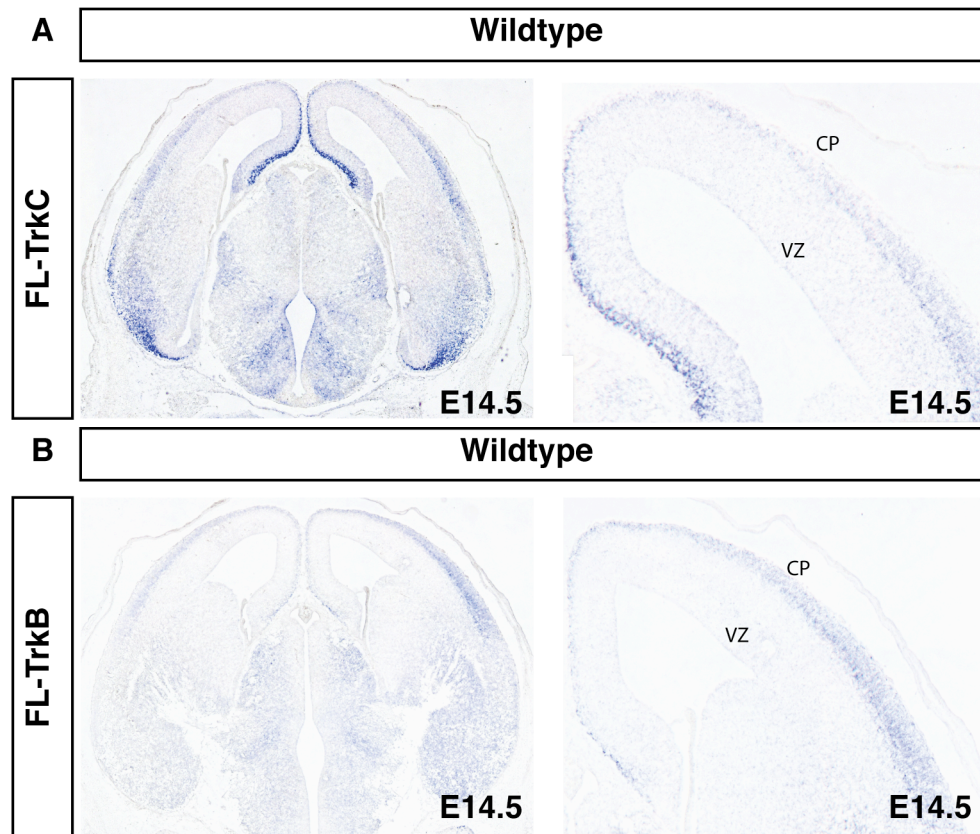 A
Wildtype
FL-TrkC
CP
VZ
E14.5
E14.5
B
Wildtype
FL-TrkB
CP
VZ
E14.5
E14.5